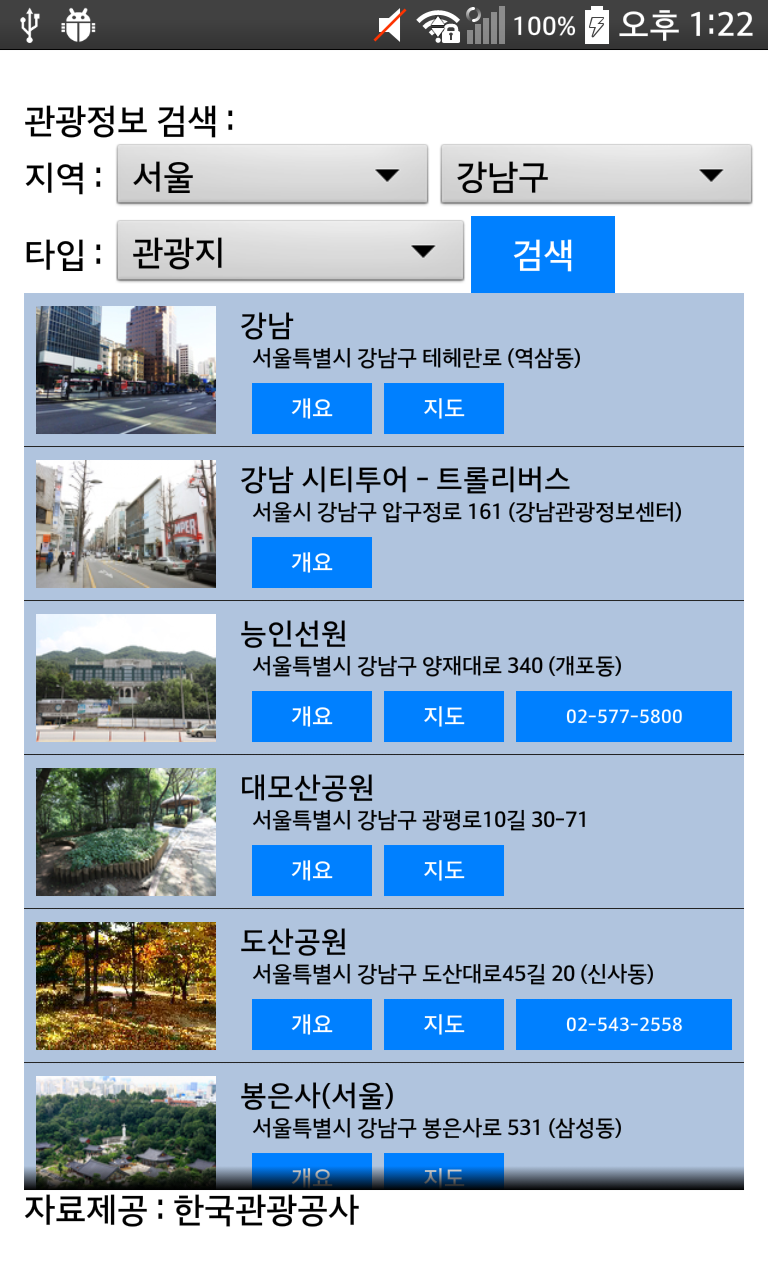 100% 오후 1:22
관광정보 검색 :
지역 : 서울 강남구
타입 : 관광지 검색
강남
서울특별시 강남구 테헤란로 (역삼동)
개요 지도
강남 시티투어 - 트롤리버스
서울시 강남구 압구정로 161 (강남관광정보센터)
개요
능인선원
서울특별시 강남구 양재대로 340 (개포동)
개요 지도 02-577-5800
대모산공원
서울특별시 강남구 광평로10길 30-71
개요 지도
도산공원
서울특별시 강남구 도산대로45길 20 (신사동)
개요 지도 02-543-2558
봉은사(서울)
서울특별시 강남구 봉은사로 531 (삼성동)
개요 지도
자료제공 : 한국관광공사